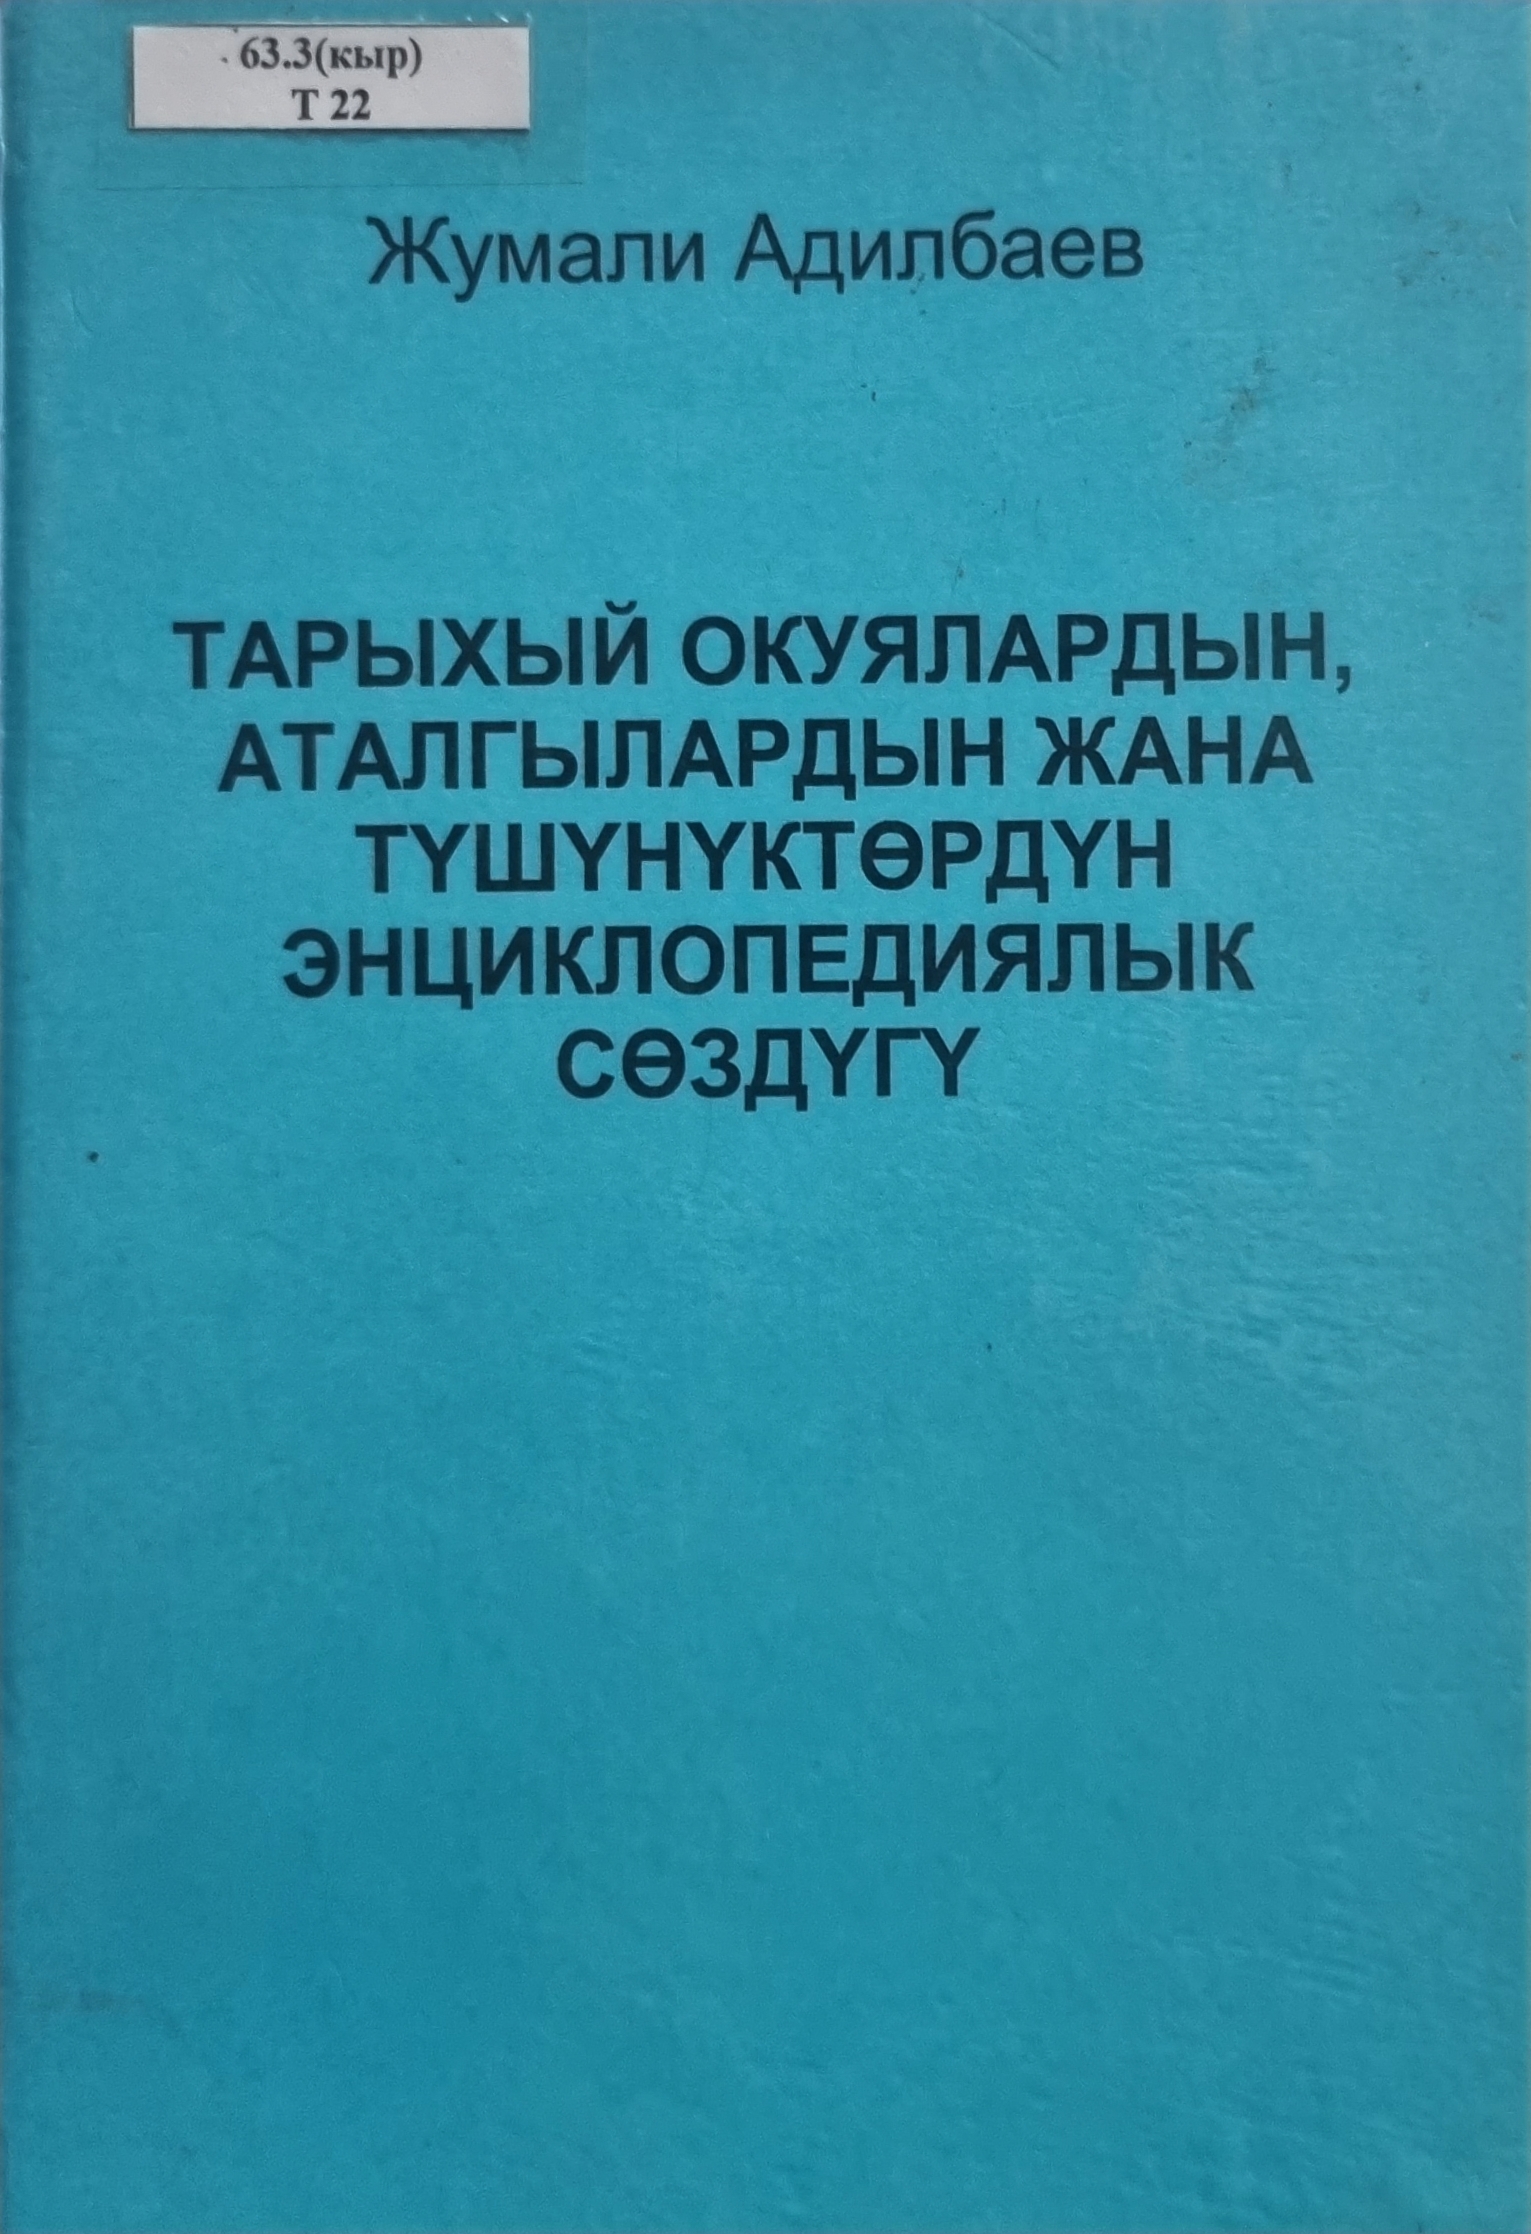 63.3(кыр)
Т 22
Жумали Адилбаев
ТАРЫХЫЙ ОКУЯЛАРДЫН,
АТАЛГЫЛАРДЫН ЖАНА
ТҮШҮНҮКТӨРДҮН
ЭНЦИКЛОПЕДИЯЛЫК
СӨЗДҮГҮ